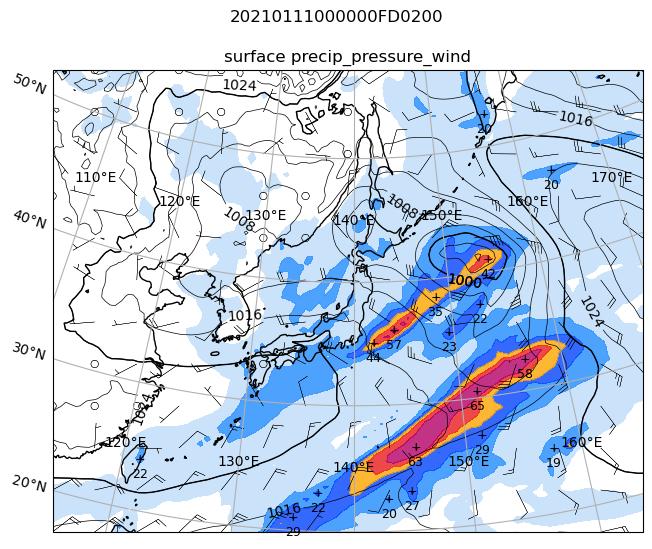 20210111000000FD0200
surface precip_pressure_wind
50°N
1024
1016
20
110°E
120°E
130°E
140°E
150°E
160°E
170°E
20
40°N
1008
1008
1000
42
1016
35
22
1024
57
23
44
30°N
58
65
1024
120°E
130°E
140°E
150°E
160°E
22
63
29
19
20°N
22
20
27
1016
29